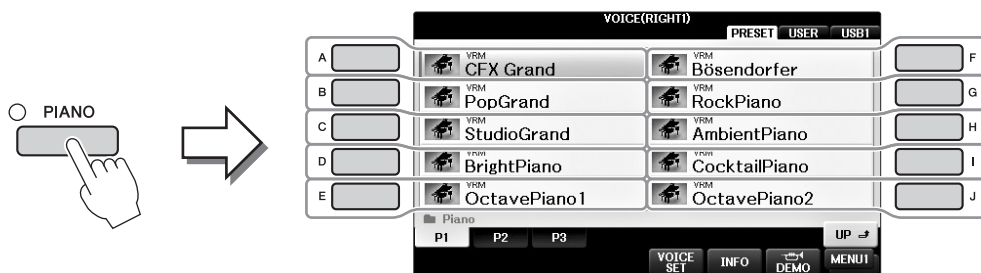 VOICE(RIGHT1)
PRESET USER USB1
PIANO
A
VRM
CFX Grand
VRM
Bösendorfer
F
B
VRM
PopGrand
VRM
RockPiano
G
C
VRM
StudioGrand
VRM
AmbientPiano
H
D
VRM
BrightPiano
VRM
CocktailPiano
I
E
VRM
OctavePiano1
VRM
OctavePiano2
J
Piano
P1 P2 P3 UP
VOICE SET INFO DEMO MENU1